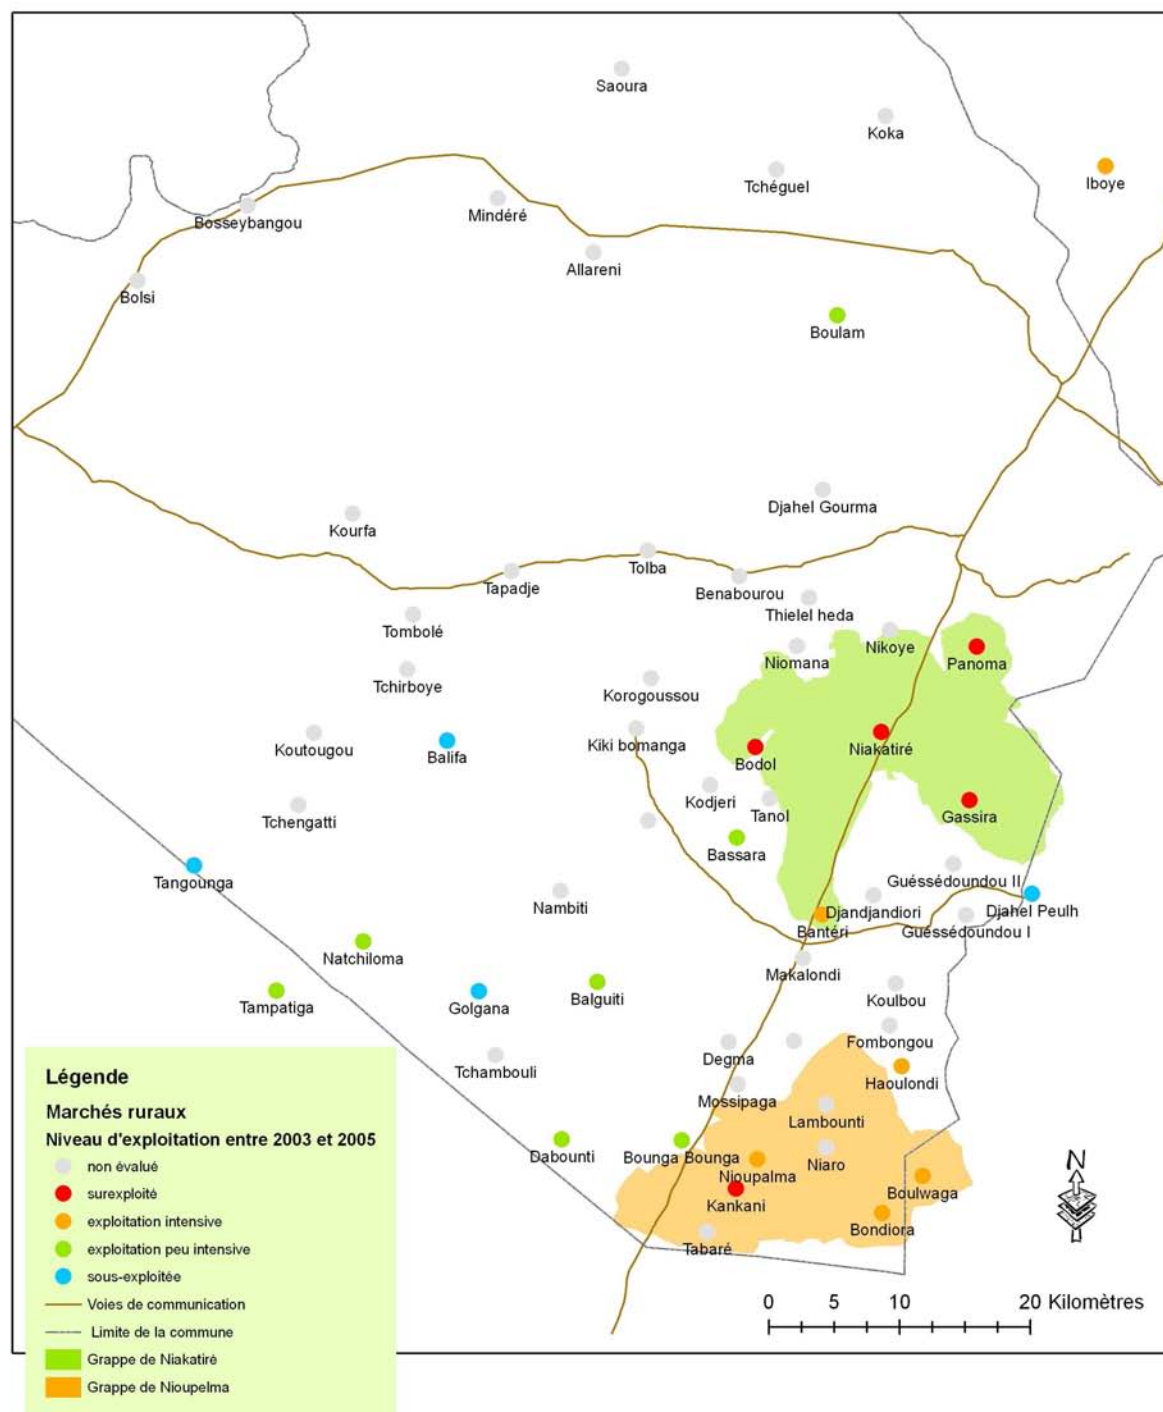 Saoura
Koka
Tchéguel
Iboye
Mindéré
Bosseybangou
Allareni
Bolsi
Boulam
Djahel Gourma
Kourfa
Tolba
Tapadje
Benabourou
Thielel heda
Tombolé
Nikoye
Niomana
Panoma
Tchirboye
Korogoussou
Koutougou
Balifa
Kiki bomanga
Niakatiré
Bodol
Kodjeri
Tanol
Gassira
Tchengatti
Bassara
Tangounga
Guéssédoundou II
Nambiti
Djandjandiori
Djahel Peulh
Bantéri
Guéssédoundou I
Natchiloma
Makalondi
Tampatiga
Golgana
Balguiti
Koulbou
Fombongou
Degma
Tchambouli
Haoulondi
Mossipaga
Lambounti
Dabounti
Bounga Bounga
Niaro
Nioupalma
Boulwaga
Kankani
Bondiora
Tabaré
N
0 5 10 20 Kilomètres
Légende
Marchés ruraux
Niveau d'exploitation entre 2003 et 2005
non évalué
surexploité
exploitation intensive
exploitation peu intensive
sous-exploitée
Voies de communication
Limite de la commune
Grappe de Niakatiré
Grappe de Nioupelma